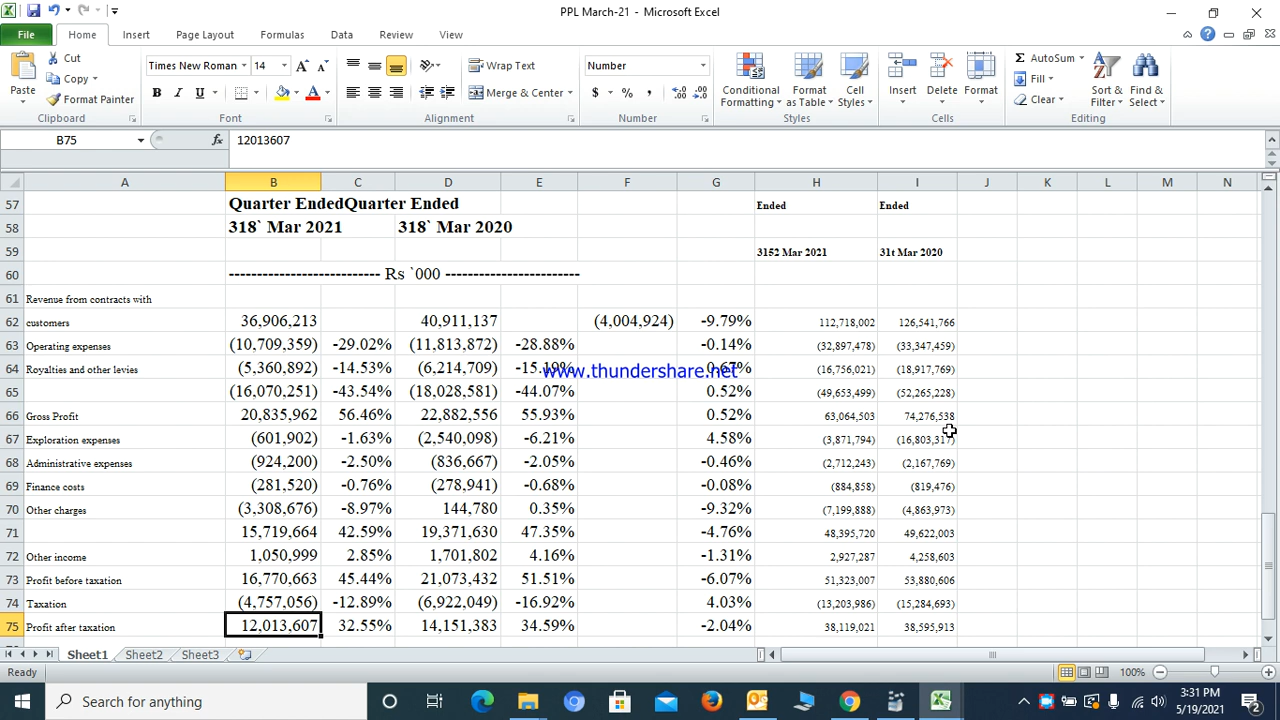 PPL March-21 - Microsoft Excel
File Home Insert Page Layout Formulas Data Review View
Paste
Cut
Copy
Format Painter
Clipboard
Times New Roman 14
B I U
Font
Wrap Text
Merge & Center
Alignment
Number
$ % ,
Number
Conditional Formatting
Format as Table
Cell Styles
Styles
Insert Delete Format
Cells
AutoSum
Fill
Clear
Sort & Filter
Find & Select
Editing
B75 fx 12013607
A B C D E F G H I J K L M N
57 Quarter EndedQuarter Ended Ended Ended
58 318` Mar 2021 318` Mar 2020
59 3152 Mar 2021 31t Mar 2020
60 --------------------------- Rs `000 ------------------------
61 Revenue from contracts with
62 customers 36,906,213 40,911,137 (4,004,924) -9.79% 112,718,002 126,541,766
63 Operating expenses (10,709,359) -29.02% (11,813,872) -28.88% -0.14% (32,897,478) (33,347,459)
64 Royalties and other levies (5,360,892) -14.53% (6,214,709) -15.19% 0.67% (16,756,021) (18,917,769)
www.thundershare.net
65 (16,070,251) -43.54% (18,028,581) -44.07% 0.52% (49,653,499) (52,265,228)
66 Gross Profit 20,835,962 56.46% 22,882,556 55.93% 0.52% 63,064,503 74,276,538
67 Exploration expenses (601,902) -1.63% (2,540,098) -6.21% 4.58% (3,871,794) (16,803,317)
68 Administrative expenses (924,200) -2.50% (836,667) -2.05% -0.46% (2,712,243) (2,167,769)
69 Finance costs (281,520) -0.76% (278,941) -0.68% -0.08% (884,858) (819,476)
70 Other charges (3,308,676) -8.97% 144,780 0.35% -9.32% (7,199,888) (4,863,973)
71 15,719,664 42.59% 19,371,630 47.35% -4.76% 48,395,720 49,622,003
72 Other income 1,050,999 2.85% 1,701,802 4.16% -1.31% 2,927,287 4,258,603
73 Profit before taxation 16,770,663 45.44% 21,073,432 51.51% -6.07% 51,323,007 53,880,606
74 Taxation (4,757,056) -12.89% (6,922,049) -16.92% 4.03% (13,203,986) (15,284,693)
75 Profit after taxation 12,013,607 32.55% 14,151,383 34.59% -2.04% 38,119,021 38,595,913
Sheet1 Sheet2 Sheet3
Ready 100%
Search for anything
3:31 PM
5/19/2021
2